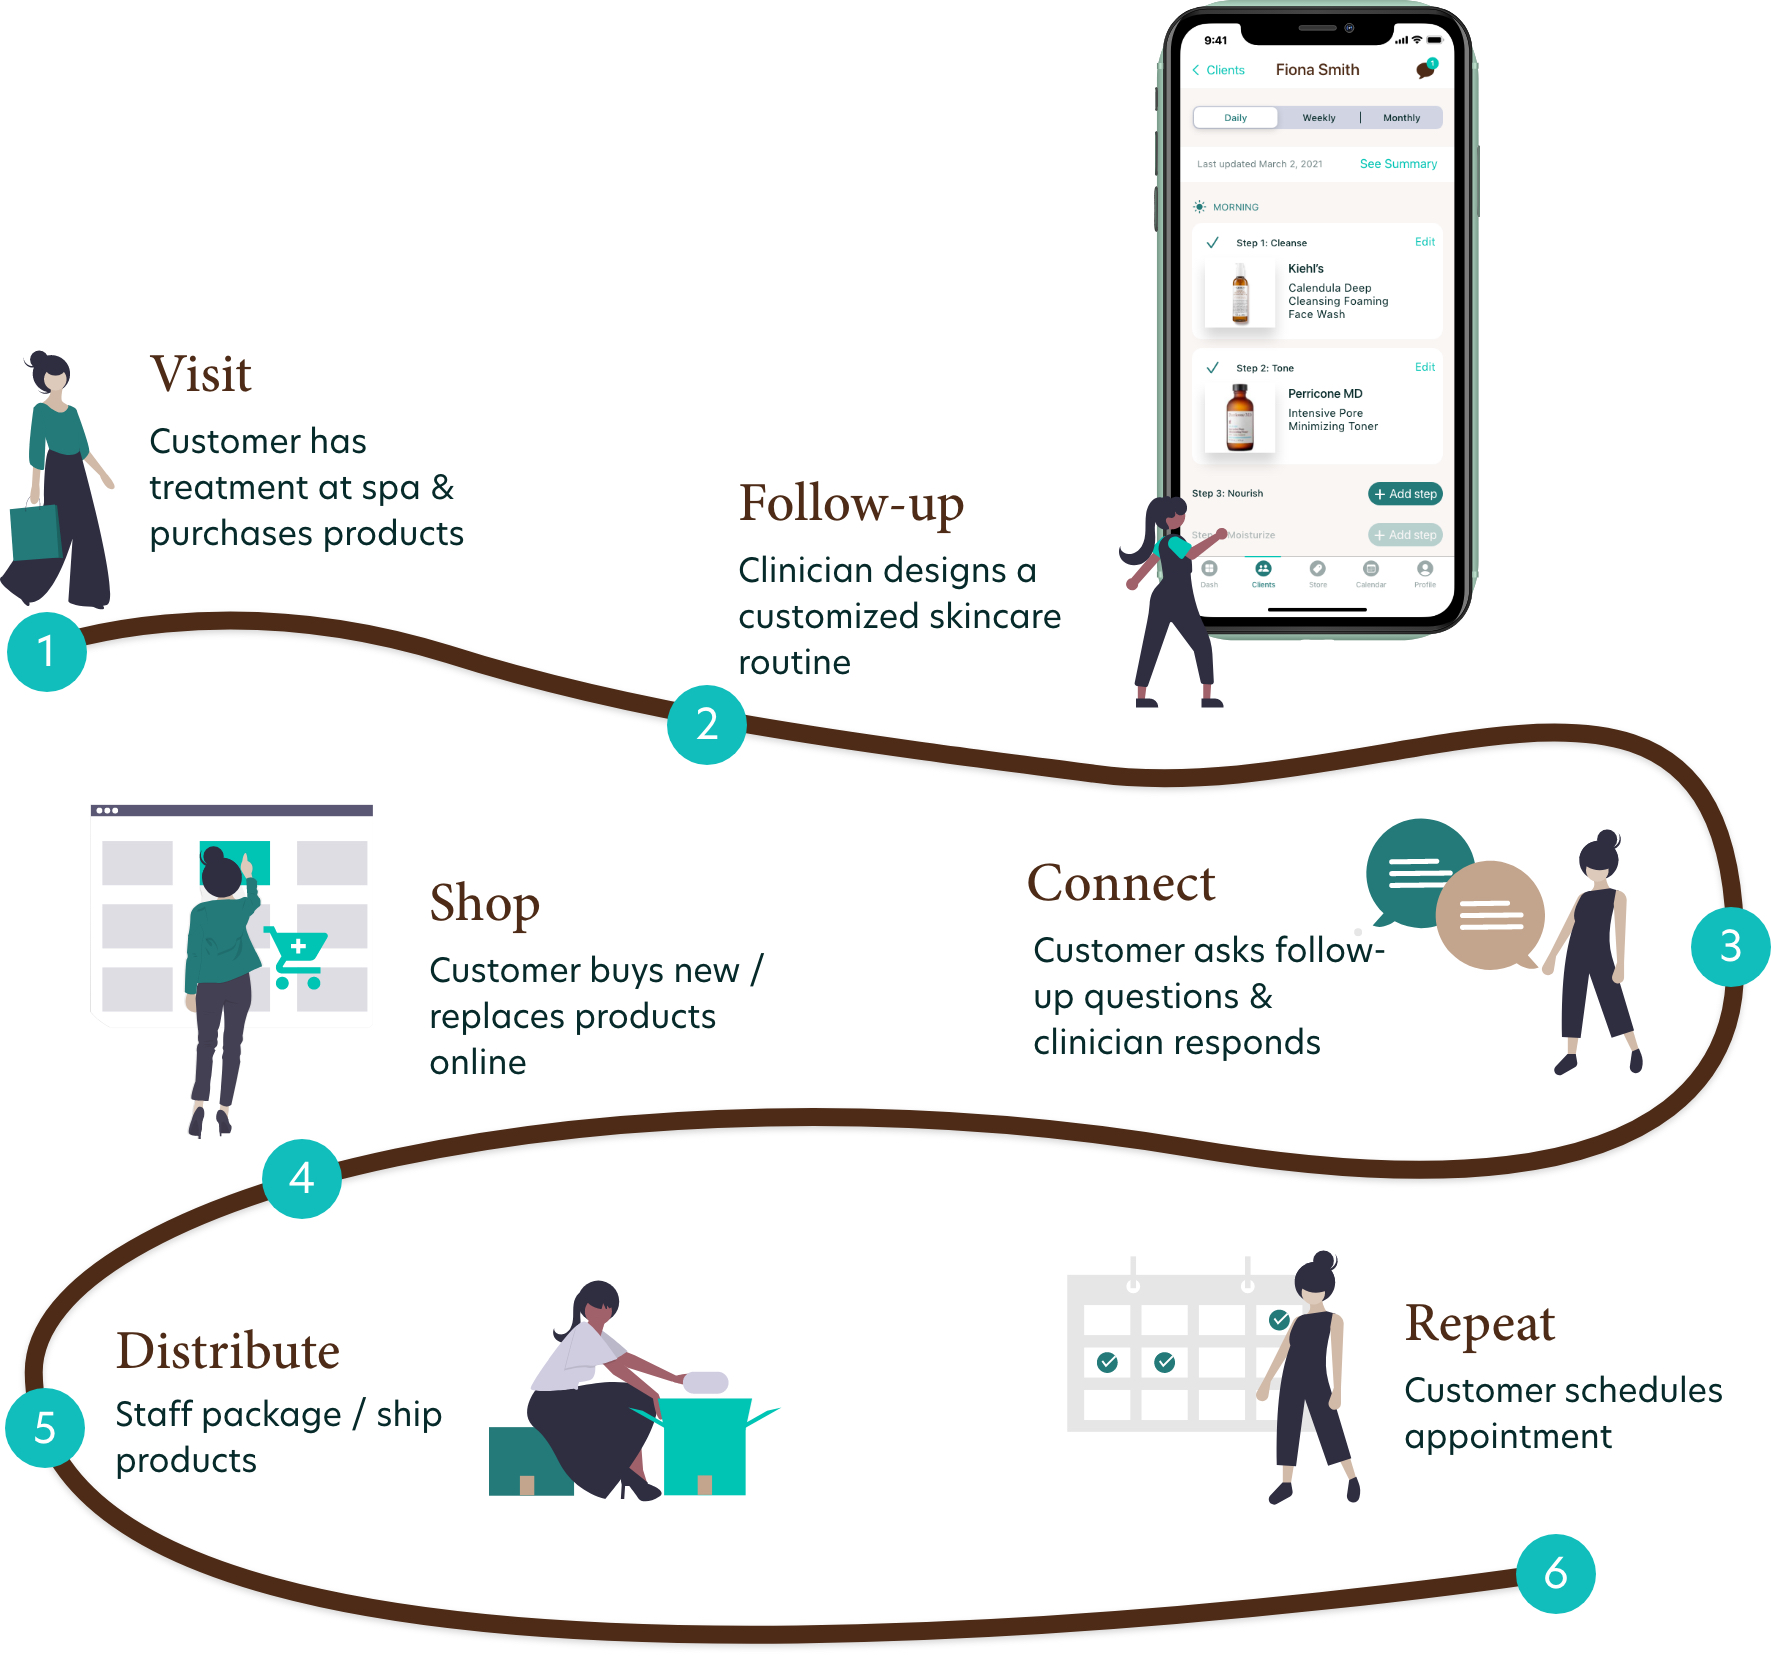 9:41
Clients
Fiona Smith
1
Daily
Weekly
Monthly
Last updated March 2, 2021
See Summary
MORNING
Step 1: Cleanse
Edit
Kiehl's
Calendula Deep
Cleansing Foaming
Face Wash
Step 2: Tone
Edit
Perricone MD
Intensive Pore
Minimizing Toner
Step 3: Nourish
+ Add step
Moisturize
+ Add step
Dash
Clients
Store
Calendar
Profile
Visit
Customer has
treatment at spa &
purchases products
1
Follow-up
Clinician designs a
customized skincare
routine
2
Connect
Customer asks follow-
up questions &
clinician responds
3
Shop
Customer buys new /
replaces products
online
4
Distribute
Staff package / ship
products
5
Repeat
Customer schedules
appointment
6